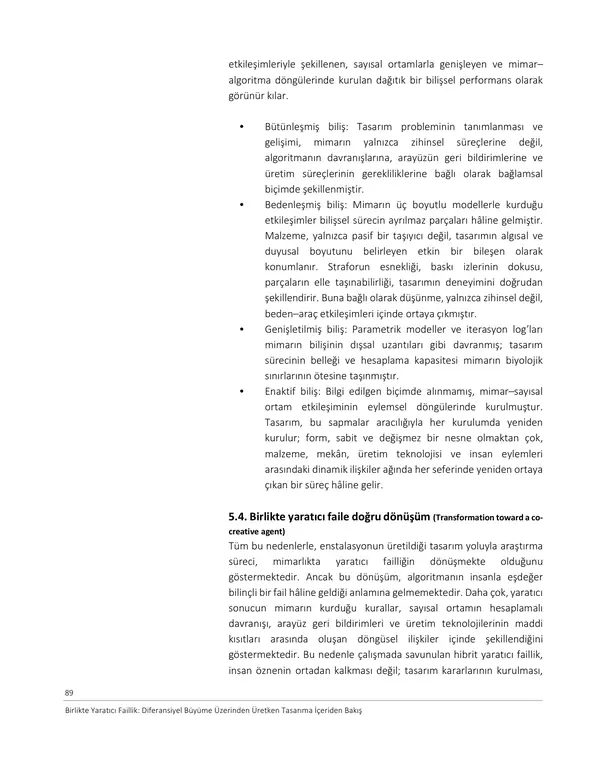 etkileşimleriyle şekillenen, sayısal ortamlarla genişleyen ve mimar–
algoritma döngülerinde kurulan dağıtık bir bilişsel performans olarak
görünür kılar.
• Bütünleşmiş biliş: Tasarım probleminin tanımlanması ve
gelişimi, mimarın yalnızca zihinsel süreçlerine değil,
algoritmanın davranışlarına, arayüzün geri bildirimlerine ve
üretim süreçlerinin gerekliliklerine bağlı olarak bağlamsal
biçimde şekillenmiştir.
• Bedenleşmiş biliş: Mimarın üç boyutlu modellerle kurduğu
etkileşimler bilişsel sürecin ayrılmaz parçaları hâline gelmiştir.
Malzeme, yalnızca pasif bir taşıyıcı değil, tasarımın algısal ve
duyusal boyutunu belirleyen etkin bir bileşen olarak
konumlanır. Straforun esnekliği, baskı izlerinin dokusu,
parçaların elle taşınabilirliği, tasarımın deneyimini doğrudan
şekillendirir. Buna bağlı olarak düşünme, yalnızca zihinsel değil,
beden–araç etkileşimleri içinde ortaya çıkmıştır.
• Genişletilmiş biliş: Parametrik modeller ve iterasyon log’ları
mimarın bilişinin dışsal uzantıları gibi davranmış; tasarım
sürecinin belleği ve hesaplama kapasitesi mimarın biyolojik
sınırlarının ötesine taşınmıştır.
• Enaktif biliş: Bilgi edilgen biçimde alınmamış, mimar–sayısal
ortam etkileşiminin eylemsel döngülerinde kurulmuştur.
Tasarım, bu sapmalar aracılığıyla her kurulumda yeniden
kurulur; form, sabit ve değişmez bir nesne olmaktan çok,
malzeme, mekân, üretim teknolojisi ve insan eylemleri
arasındaki dinamik ilişkiler ağında her seferinde yeniden ortaya
çıkan bir süreç hâline gelir.
5.4. Birlikte yaratıcı faile doğru dönüşüm (Transformation toward a co-
creative agent)
Tüm bu nedenlerle, enstalasyonun üretildiği tasarım yoluyla araştırma
süreci, mimarlıkta yaratıcı failliğin dönüşmekte olduğunu
göstermektedir. Ancak bu dönüşüm, algoritmanın insanla eşdeğer
bilinçli bir fail hâline geldiği anlamına gelmemektedir. Daha çok, yaratıcı
sonucun mimarın kurduğu kurallar, sayısal ortamın hesaplamalı
davranışı, arayüz geri bildirimleri ve üretim teknolojilerinin maddi
kısıtları arasında oluşan döngüsel ilişkiler içinde şekillendiğini
göstermektedir. Bu nedenle çalışmada savunulan hibrit yaratıcı faillik,
insan öznenin ortadan kalkması değil; tasarım kararlarının kurulması,
89
Birlikte Yaratıcı Faillik: Diferansiyel Büyüme Üzerinden Üretken Tasarıma İçeriden Bakış